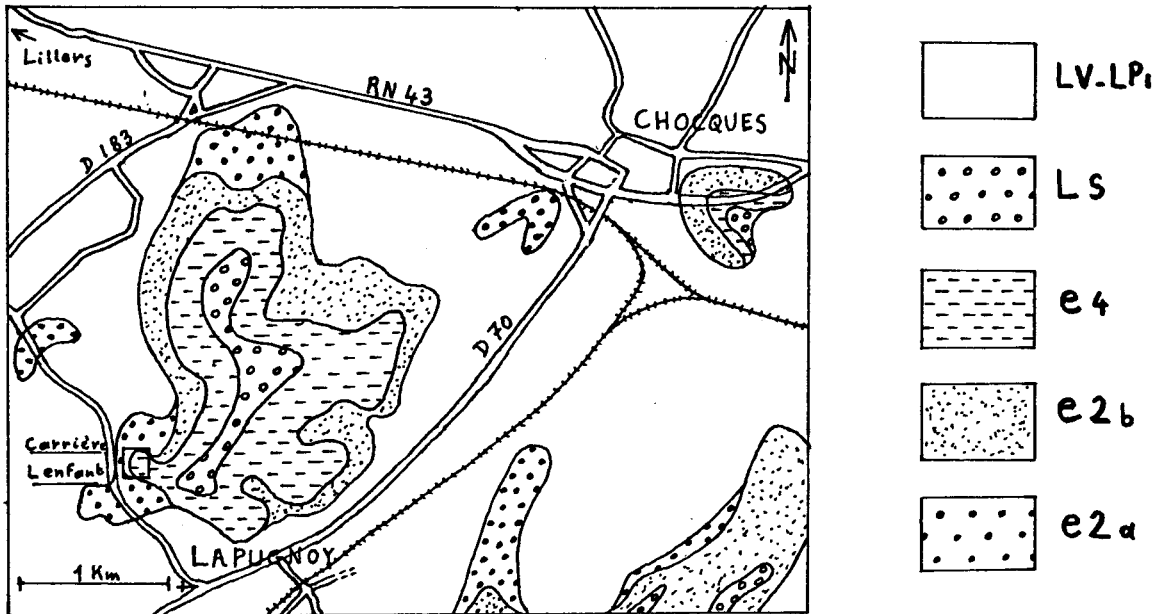 Lillers
RN 43
N
D 183
CHOCQUES
D 70
Carrière
Lenfant
LAPUGNOY
1 Km
LV-LP₁
LS
e4
e2b
e2a